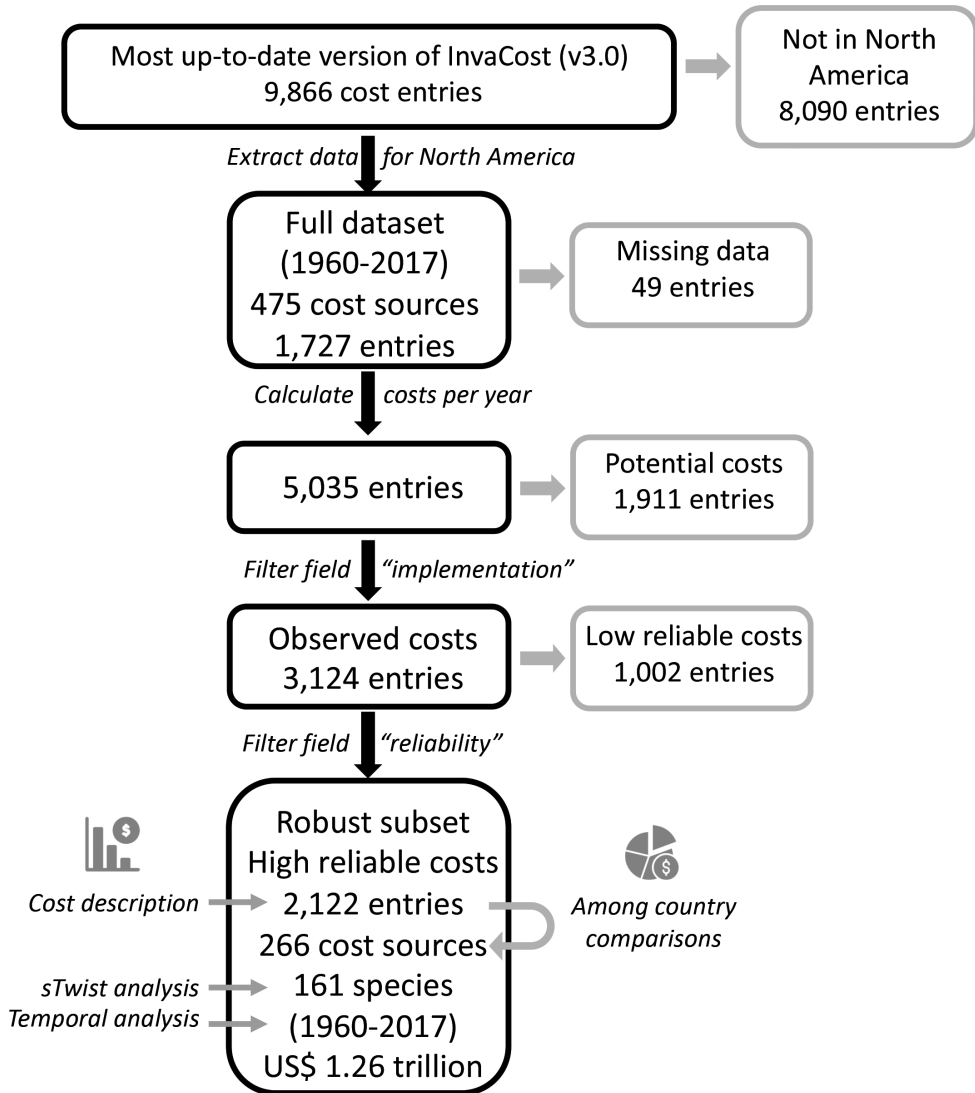 Most up-to-date version of InvaCost (v3.0)
9,866 cost entries
Not in North
America
8,090 entries
Extract data for North America
Full dataset
(1960-2017)
475 cost sources
1,727 entries
Missing data
49 entries
Calculate costs per year
5,035 entries
Potential costs
1,911 entries
Filter field “implementation”
Observed costs
3,124 entries
Low reliable costs
1,002 entries
Filter field “reliability”
Robust subset
High reliable costs
2,122 entries
266 cost sources
161 species
(1960-2017)
US$ 1.26 trillion
$
Cost description
sTwist analysis
Temporal analysis
$
Among country
comparisons